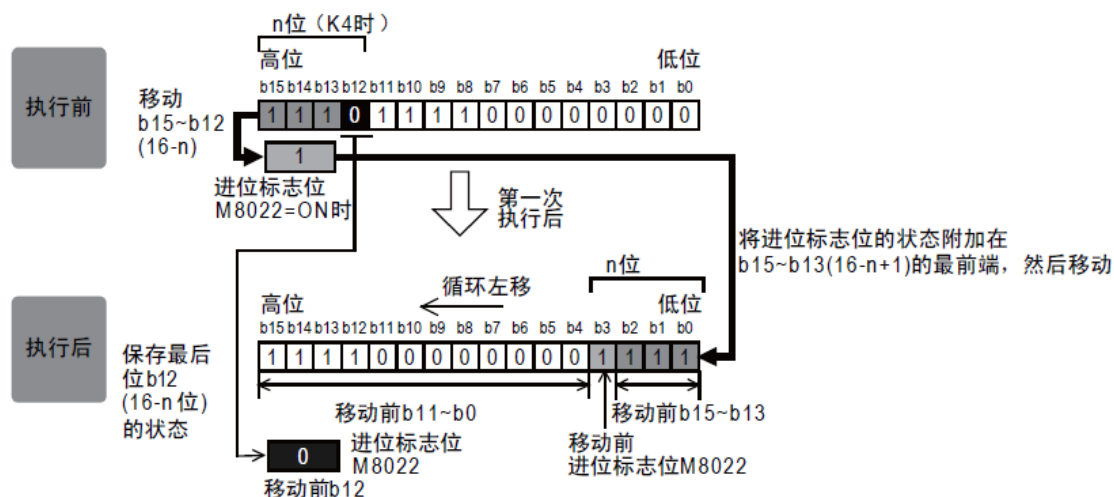 n位（K4时）
高位
低位
b15 b14 b13 b12 b11 b10 b9 b8 b7 b6 b5 b4 b3 b2 b1 b0
执行前
移动
b15~b12
(16-n)
1 1 1 0 1 1 1 1 0 0 0 0 0 0 0 0
1
进位标志位
M8022=ON时
第一次
执行后
将进位标志位的状态附加在
b15~b13(16-n+1)的最前端，然后移动
n位
循环左移
高位
低位
b15 b14 b13 b12 b11 b10 b9 b8 b7 b6 b5 b4 b3 b2 b1 b0
执行后
1 1 1 1 0 0 0 0 0 0 0 0 1 1 1 1
保存最后
位b12
(16-n位)
的状态
移动前b11~b0
移动前b15~b13
0
进位标志位
M8022
移动前b12
移动前
进位标志位M8022